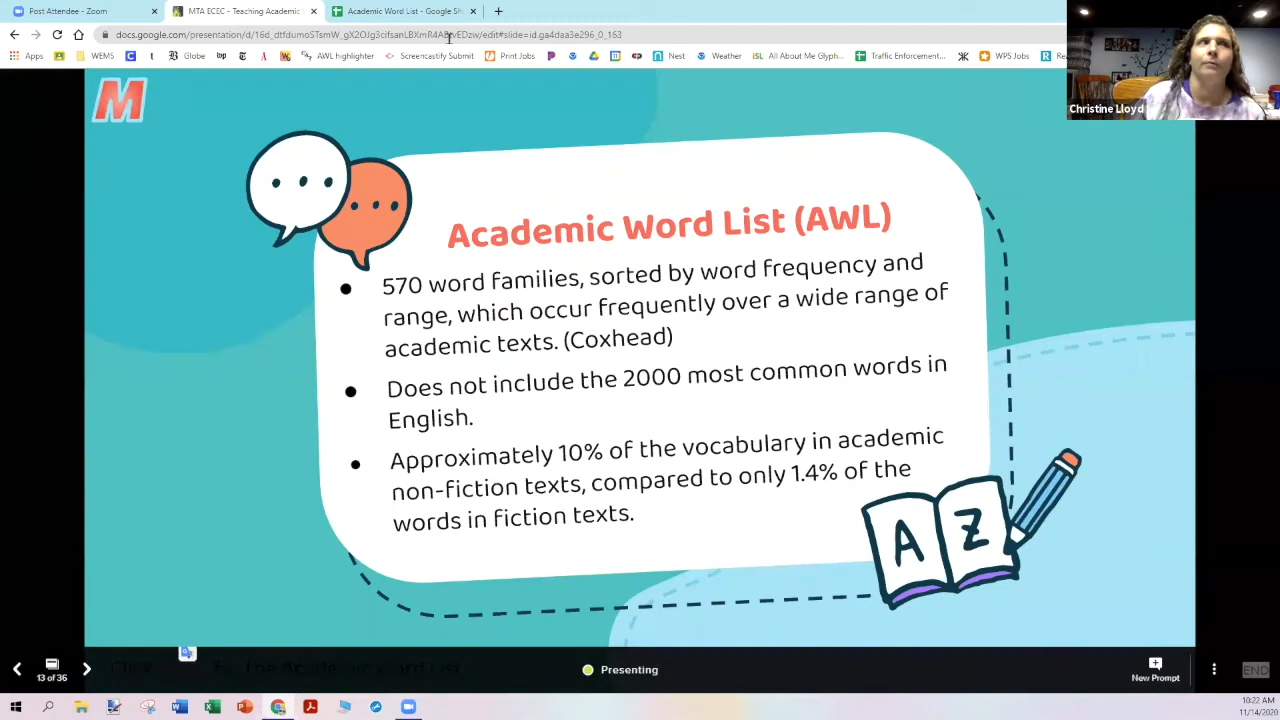 Post Attendee - Zoom
MTA ECEC - Teaching Academic
Academic Word List - Google Sh
Apps
WEMS
Globe
AWL highlighter
Screencastify Submit
Print Jobs
Nest
Weather
All About Me Glyph...
Traffic Enforcement...
WPS Jobs
Christine Lloyd
M
Academic Word List (AWL)
570 word families, sorted by word frequency and
range, which occur frequently over a wide range of
academic texts. (Coxhead)
Does not include the 2000 most common words in
English.
Approximately 10% of the vocabulary in academic
non-fiction texts, compared to only 1.4% of the
words in fiction texts.
A Z
13 of 36
Presenting
New Prompt
END
10:22 AM
11/14/2020